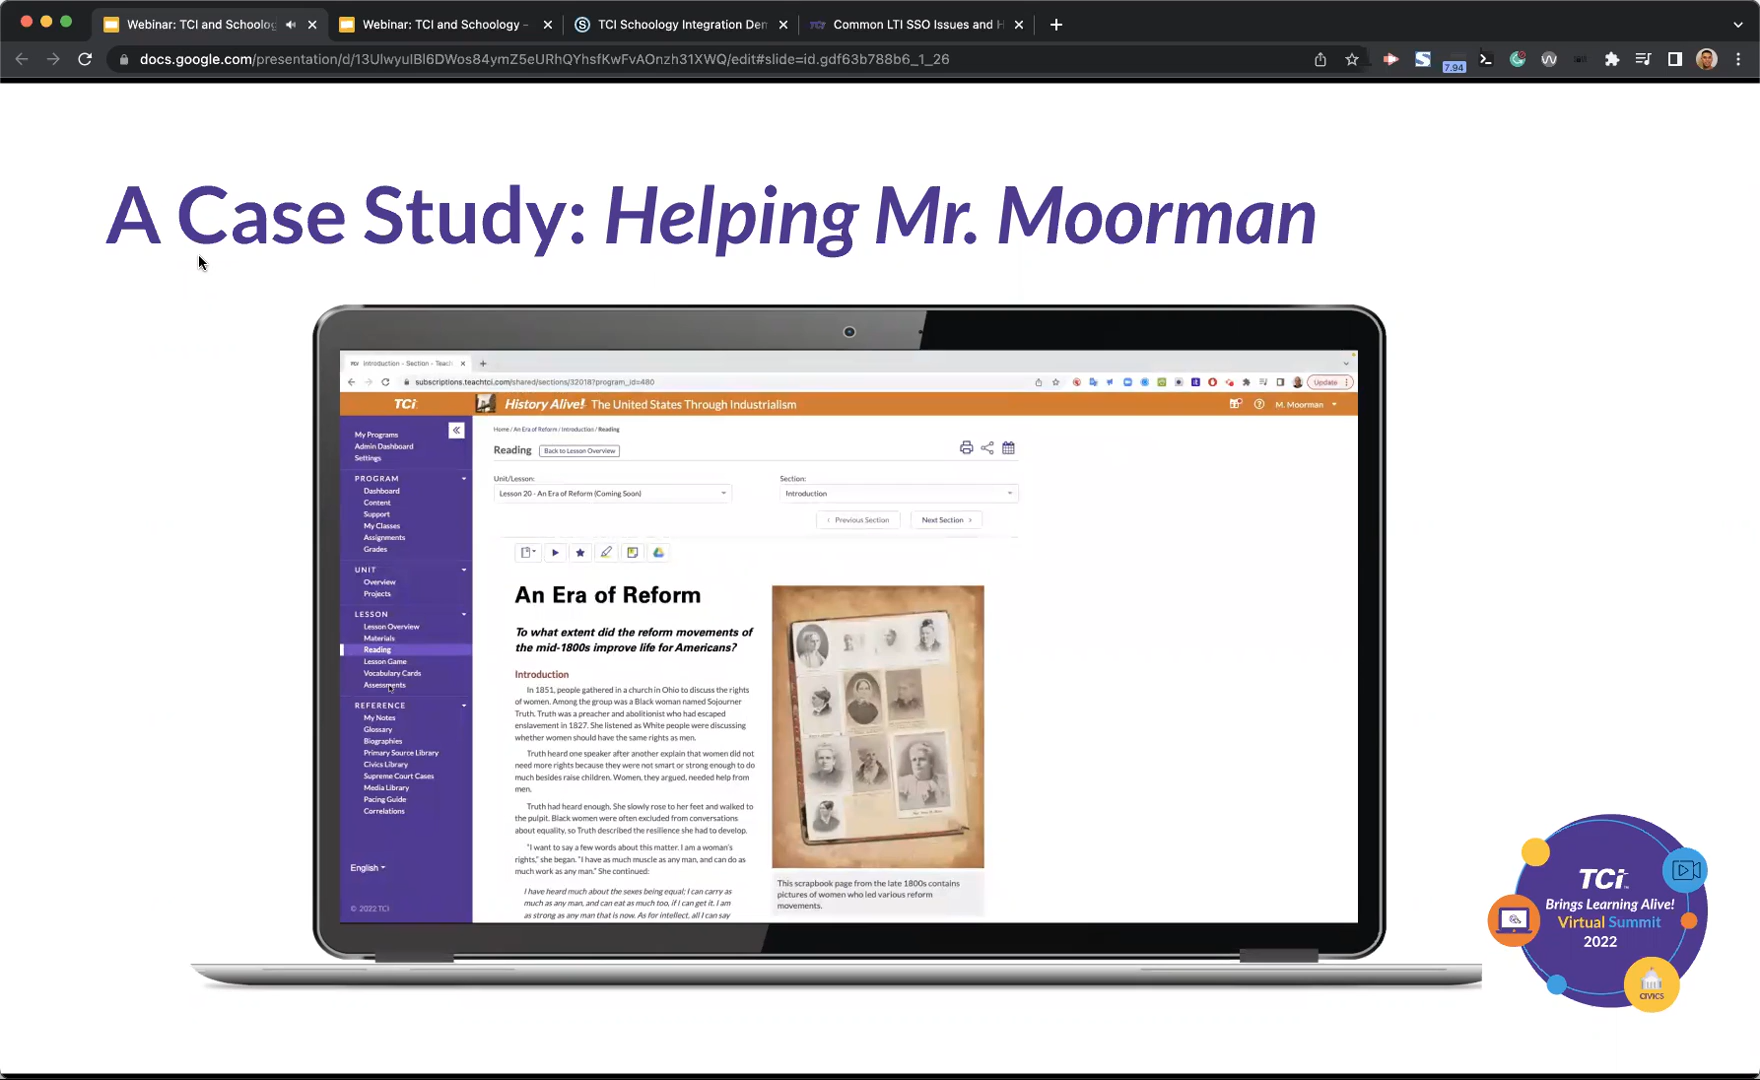 Webinar: TCI and Schoolog
Webinar: TCI and Schoology -
TCI Schoology Integration Den
TCi
Common LTI SSO Issues and H
docs.google.com/presentation/d/13UlwyulBl6DWos84ymZ5eURhQYhsfKwFvAOnzh31XWQ/edit#slide=id.gdf63b788b6_1_26
7.94
A Case Study: Helping Mr. Moorman
Introduction - Section - Teach
subscriptions.teachtci.com/shared/sections/32018?program_id=480
Update
TCi
History Alive! The United States Through Industrialism
M. Moorman
My Programs
Admin Dashboard
Settings
PROGRAM
Dashboard
Content
Support
My Classes
Assignments
Grades
UNIT
Overview
Projects
LESSON
Lesson Overview
Materials
Reading
Lesson Game
Vocabulary Cards
Assessments
REFERENCE
My Notes
Glossary
Biographies
Primary Source Library
Civics Library
Supreme Court Cases
Media Library
Pacing Guide
Correlations
English
© 2022 TCI
Home / An Era of Reform / Introduction / Reading
Reading
Back to Lesson Overview
Unit/Lesson:
Lesson 20 - An Era of Reform (Coming Soon)
Section:
Introduction
Previous Section
Next Section
An Era of Reform
To what extent did the reform movements of
the mid-1800s improve life for Americans?
Introduction
In 1851, people gathered in a church in Ohio to discuss the rights
of women. Among the group was a Black woman named Sojourner
Truth. Truth was a preacher and abolitionist who had escaped
enslavement in 1827. She listened as White people were discussing
whether women should have the same rights as men.
Truth heard one speaker after another explain that women did not
need more rights because they were not smart or strong enough to do
much besides raise children. Women, they argued, needed help from
men.
Truth had heard enough. She slowly rose to her feet and walked to
the pulpit. Black women were often excluded from conversations
about equality, so Truth described the resilience she had to develop.
"I want to say a few words about this matter. I am a woman's
rights," she began. "I have as much muscle as any man, and can do as
much work as any man." She continued:
I have heard much about the sexes being equal; I can carry as
much as any man, and can eat as much too, if I can get it. I am
as strong as any man that is now. As for intellect, all I can say
This scrapbook page from the late 1800s contains
pictures of women who led various reform
movements.
TCi™
Brings Learning Alive!
Virtual Summit
2022
CIVICS